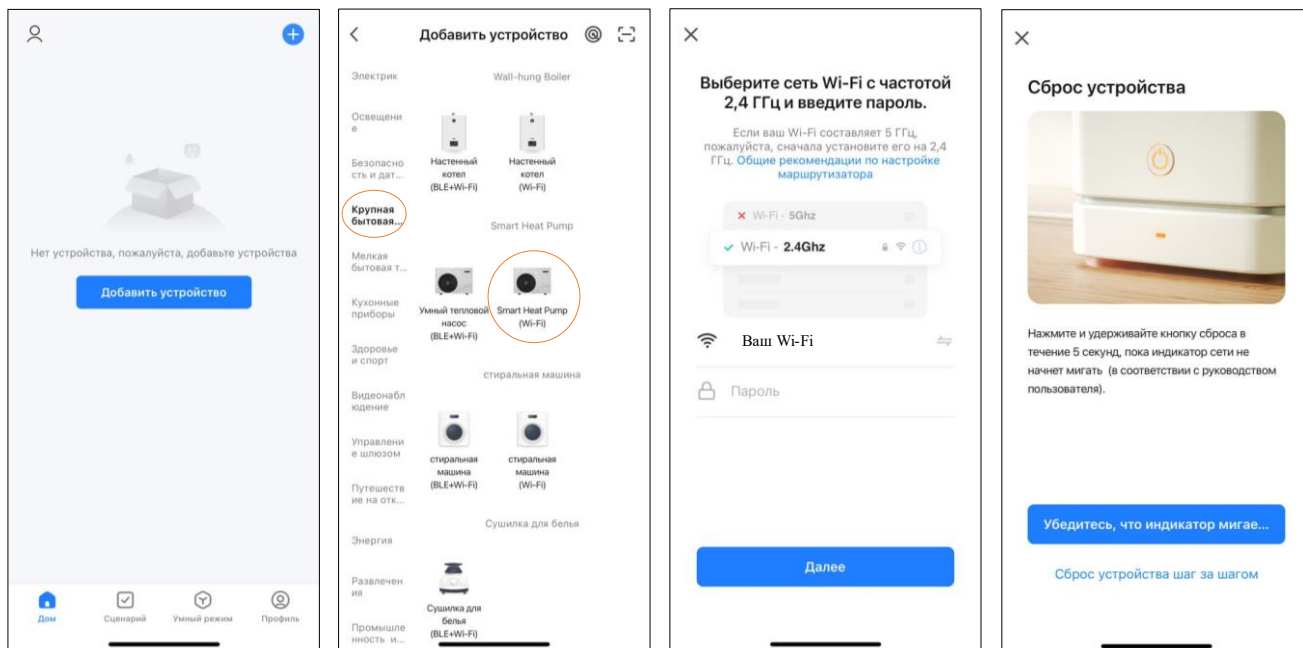 Нет устройства, пожалуйста, добавьте устройства
Добавить устройство
Дом
Сценарий
Умный режим
Профиль
Добавить устройство
Электрик
Освещени
е
Безопасно
сть и дат...
Крупная
бытовая...
Мелкая
бытовая т...
Кухонные
приборы
Здоровье
и спорт
Видеонабл
юдение
Управлени
е шлюзом
Путешеств
ие на отк...
Энергия
Развлечен
ия
Промышле
нность и...
Wall-hung Boiler
Настенный
котел
(BLE+Wi-Fi)
Настенный
котел
(Wi-Fi)
Smart Heat Pump
Умный тепловой
насос
(BLE+Wi-Fi)
Smart Heat Pump
(Wi-Fi)
стиральная машина
стиральная
машина
(BLE+Wi-Fi)
стиральная
машина
(Wi-Fi)
Сушилка для белья
Сушилка для
белья
(BLE+Wi-Fi)
Выберите сеть Wi-Fi с частотой
2,4 ГГц и введите пароль.
Если ваш Wi-Fi составляет 5 ГГц,
пожалуйста, сначала установите его на 2,4
ГГц. Общие рекомендации по настройке
маршрутизатора
Wi-Fi - 5Ghz
Wi-Fi - 2.4Ghz
Ваш Wi-Fi
Пароль
Далее
Сброс устройства
Нажмите и удерживайте кнопку сброса в
течение 5 секунд, пока индикатор сети не
начнет мигать (в соответствии с руководством
пользователя).
Убедитесь, что индикатор мигае...
Сброс устройства шаг за шагом